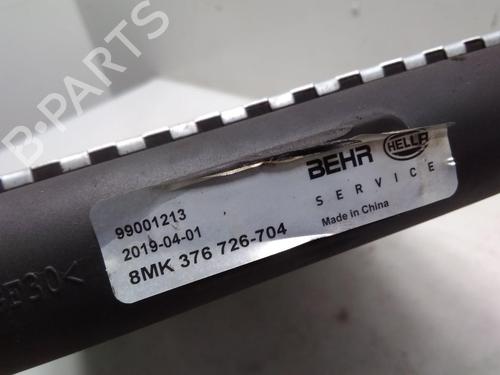 B-PARTS
99001213
2019-04-01
8MK 376 726-704
BEHR HELLA
SERVICE
Made in China